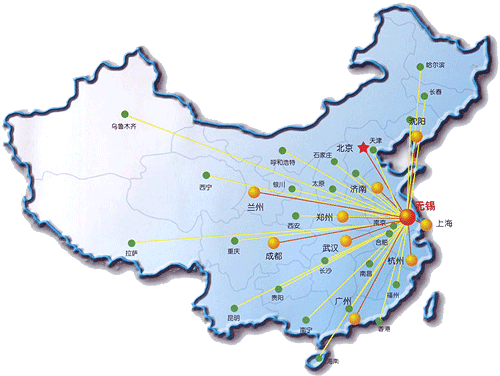 哈尔滨
长春
沈阳
乌鲁木齐
北京
天津
呼和浩特
石家庄
西宁
银川
太原
济南
兰州
无锡
郑州
西安
南京
上海
拉萨
重庆
成都
武汉
合肥
杭州
长沙
南昌
贵阳
福州
广州
昆明
南宁
香港
海南